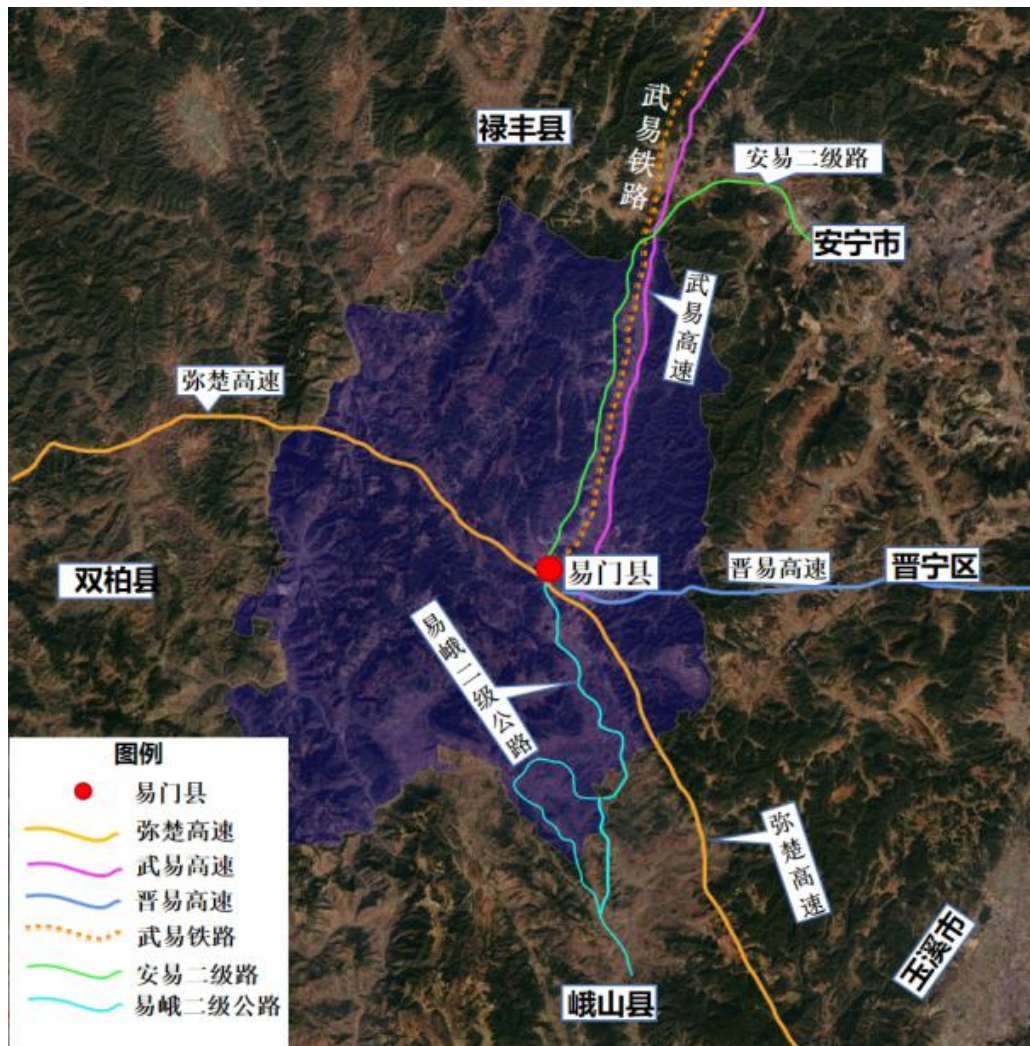 禄丰县
武易铁路
安易二级路
安宁市
武易高速
弥楚高速
双柏县
易门县
晋易高速
晋宁区
易峨二级公路
弥楚高速
玉溪市
峨山县
图例
易门县
弥楚高速
武易高速
晋易高速
武易铁路
安易二级路
易峨二级公路